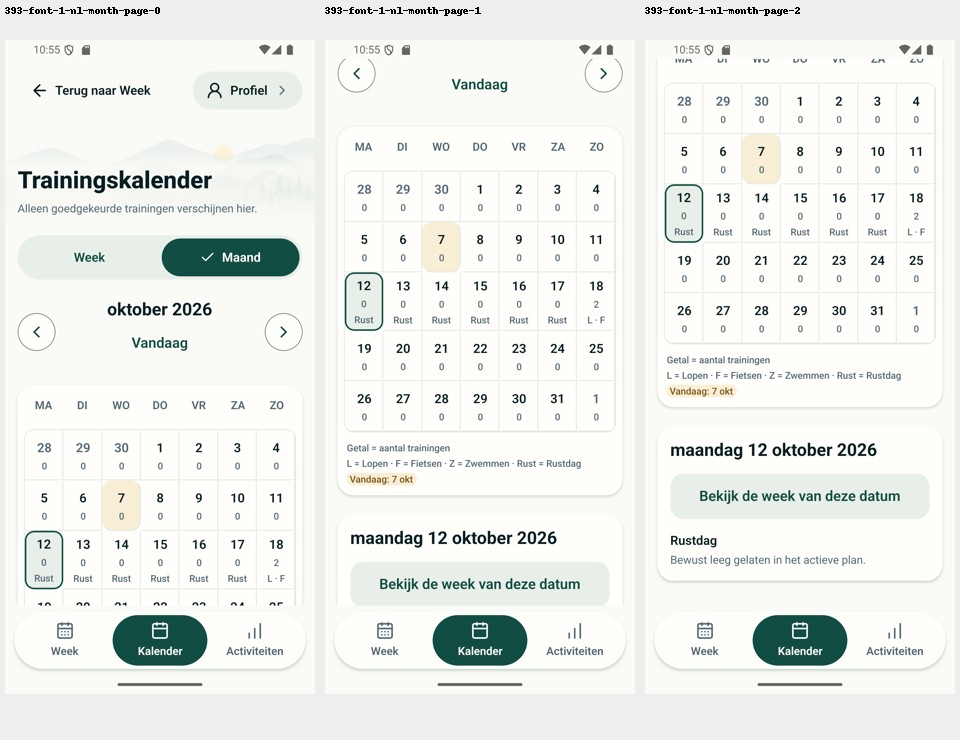 393-font-1-nl-month-page-0
10:55
Terug naar Week
Profiel
Trainingskalender
Alleen goedgekeurde trainingen verschijnen hier.
Week
Maand
oktober 2026
Vandaag
MA DI WO DO VR ZA ZO
28 29 30 1 2 3 4
0 0 0 0 0 0 0
5 6 7 8 9 10 11
0 0 0 0 0 0 0
12 13 14 15 16 17 18
0 0 0 0 0 0 2
Rust Rust Rust Rust Rust Rust L · F
19 20 21 22 23 24 25
Week
Kalender
Activiteiten
393-font-1-nl-month-page-1
10:55
Vandaag
MA DI WO DO VR ZA ZO
28 29 30 1 2 3 4
0 0 0 0 0 0 0
5 6 7 8 9 10 11
0 0 0 0 0 0 0
12 13 14 15 16 17 18
0 0 0 0 0 0 2
Rust Rust Rust Rust Rust Rust L · F
19 20 21 22 23 24 25
0 0 0 0 0 0 0
26 27 28 29 30 31 1
0 0 0 0 0 0 0
Getal = aantal trainingen
L = Lopen · F = Fietsen · Z = Zwemmen · Rust = Rustdag
Vandaag: 7 okt
maandag 12 oktober 2026
Bekijk de week van deze datum
Week
Kalender
Activiteiten
393-font-1-nl-month-page-2
10:55
MA DI WO DO VR ZA ZO
28 29 30 1 2 3 4
0 0 0 0 0 0 0
5 6 7 8 9 10 11
0 0 0 0 0 0 0
12 13 14 15 16 17 18
0 0 0 0 0 0 2
Rust Rust Rust Rust Rust Rust L · F
19 20 21 22 23 24 25
0 0 0 0 0 0 0
26 27 28 29 30 31 1
0 0 0 0 0 0 0
Getal = aantal trainingen
L = Lopen · F = Fietsen · Z = Zwemmen · Rust = Rustdag
Vandaag: 7 okt
maandag 12 oktober 2026
Bekijk de week van deze datum
Rustdag
Bewust leeg gelaten in het actieve plan.
Week
Kalender
Activiteiten